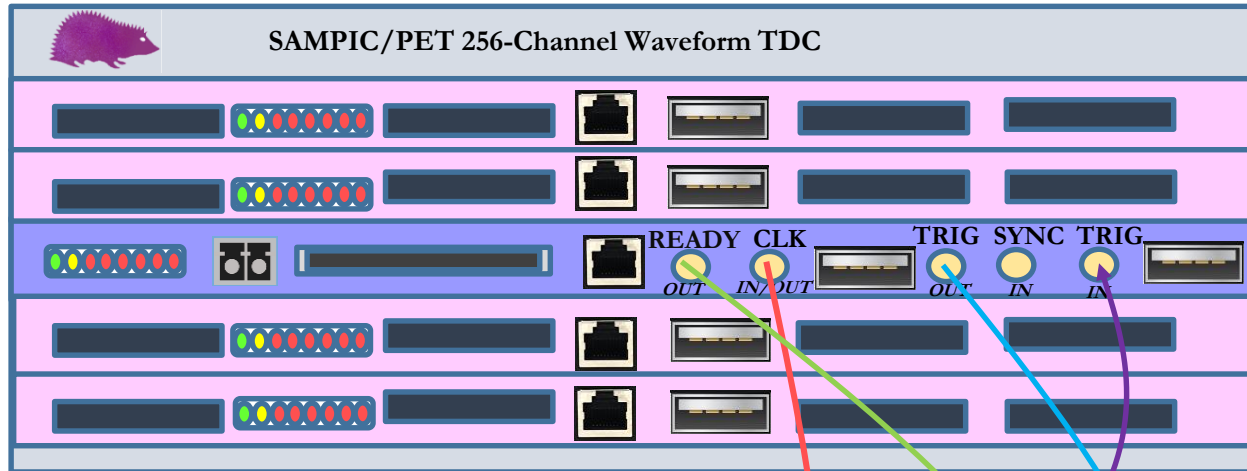 SAMPIC/PET 256-Channel Waveform TDC
READY CLK TRIG SYNC TRIG
OUT IN/OUT OUT IN IN